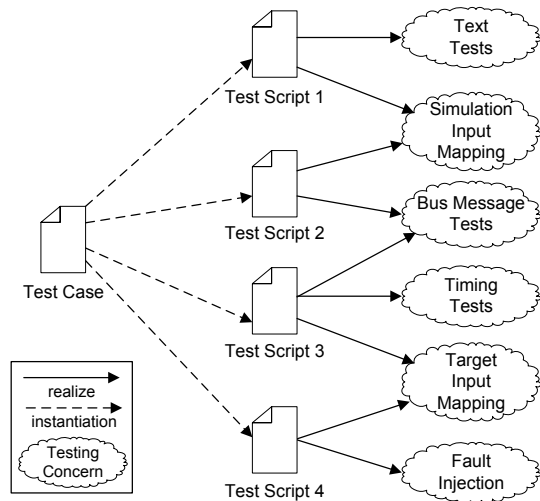 Text
Tests
Test Script 1
Simulation
Input
Mapping
Test Script 2
Bus Message
Tests
Test Case
Timing
Tests
Test Script 3
Target
Input
Mapping
realize
instantiation
Testing
Concern
Fault
Injection
Test Script 4